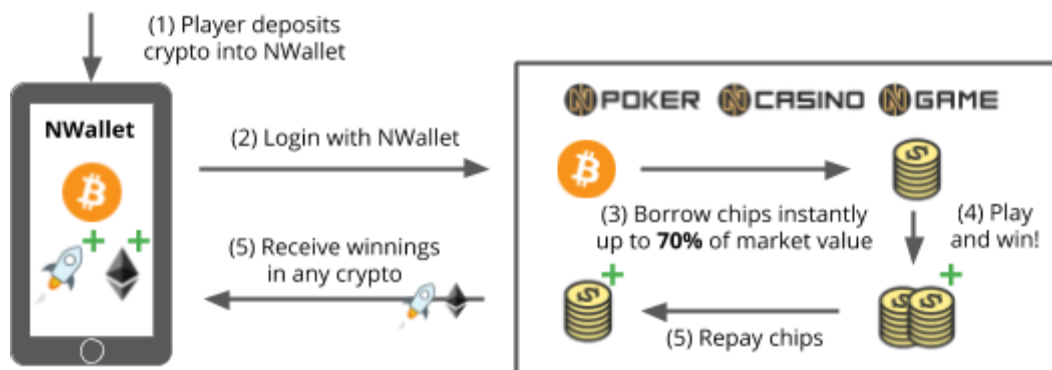 (1) Player deposits
crypto into NWallet
NWallet
(2) Login with NWallet
(5) Receive winnings
in any crypto
N POKER N CASINO N GAME
(3) Borrow chips instantly
up to 70% of market value
(4) Play
and win!
(5) Repay chips